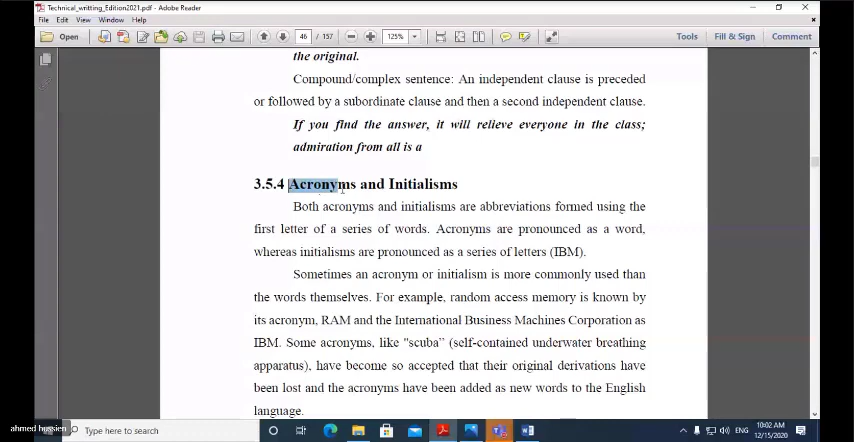 Technical_writting_Edition2021.pdf - Adobe Reader
File Edit View Window Help
Open 46 / 157 125% Tools Fill & Sign Comment
the original.
Compound/complex sentence: An independent clause is preceded
or followed by a subordinate clause and then a second independent clause.
If you find the answer, it will relieve everyone in the class;
admiration from all is a
3.5.4 Acronyms and Initialisms
Both acronyms and initialisms are abbreviations formed using the
first letter of a series of words. Acronyms are pronounced as a word,
whereas initialisms are pronounced as a series of letters (IBM).
Sometimes an acronym or initialism is more commonly used than
the words themselves. For example, random access memory is known by
its acronym, RAM and the International Business Machines Corporation as
IBM. Some acronyms, like "scuba" (self-contained underwater breathing
apparatus), have become so accepted that their original derivations have
been lost and the acronyms have been added as new words to the English
language.
ahmed hussien
Type here to search
ENG
10:02 AM
12/15/2020